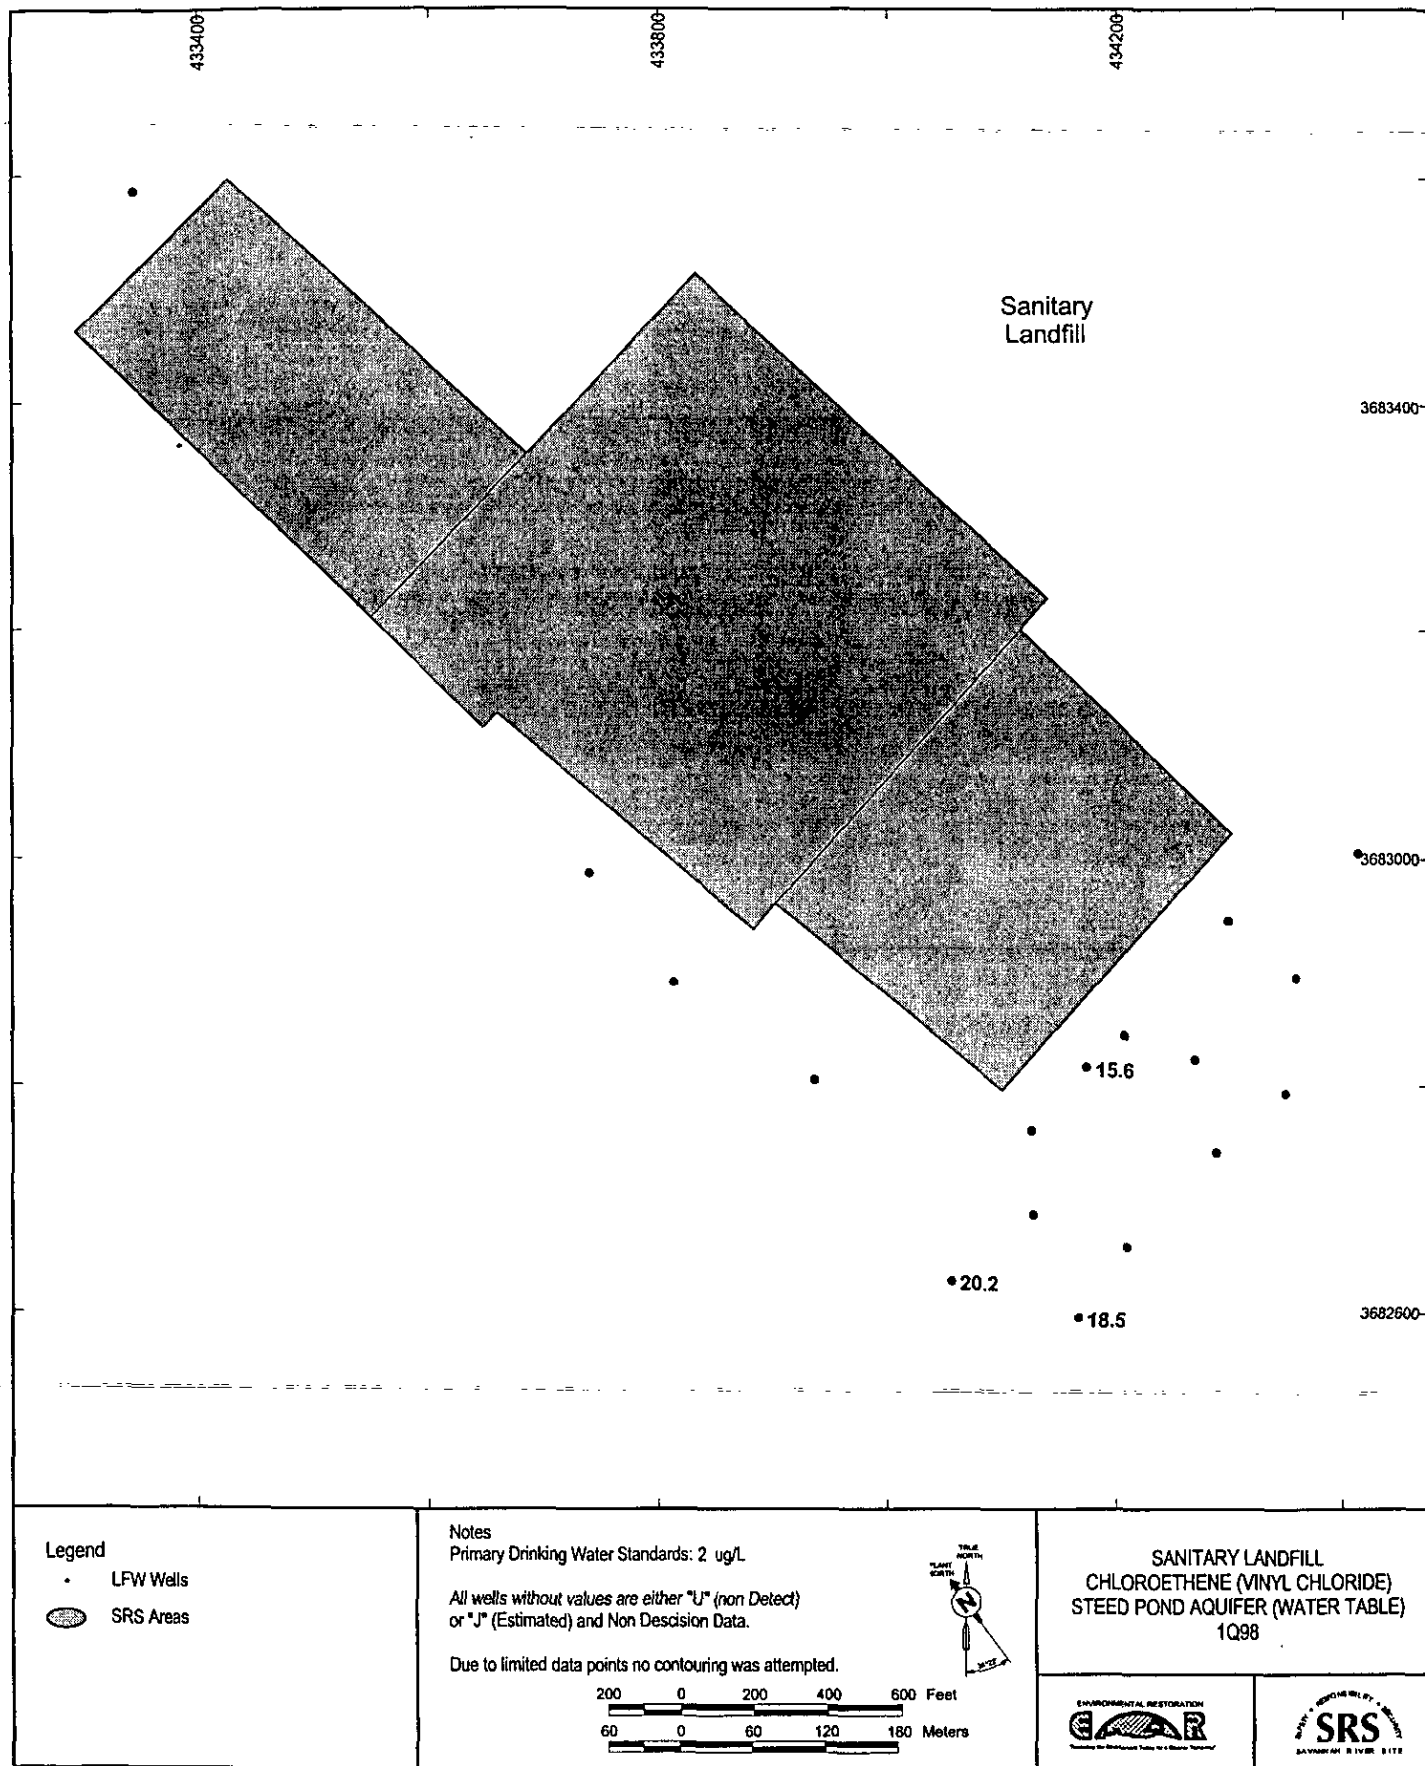 433400
433800
434200
Sanitary
Landfill
3683400
3683000
15.6
20.2
18.5
3682600
Legend
LFW Wells
SRS Areas
Notes
Primary Drinking Water Standards: 2 ug/L
All wells without values are either "U" (non Detect)
or "J" (Estimated) and Non Descision Data.
Due to limited data points no contouring was attempted.
200 0 200 400 600 Feet
60 0 60 120 180 Meters
TRUE
NORTH
PLANT
NORTH
N
SANITARY LANDFILL
CHLOROETHENE (VINYL CHLORIDE)
STEED POND AQUIFER (WATER TABLE)
1Q98
ENVIRONMENTAL RESTORATION
SRS
SAVANNAH RIVER SITE